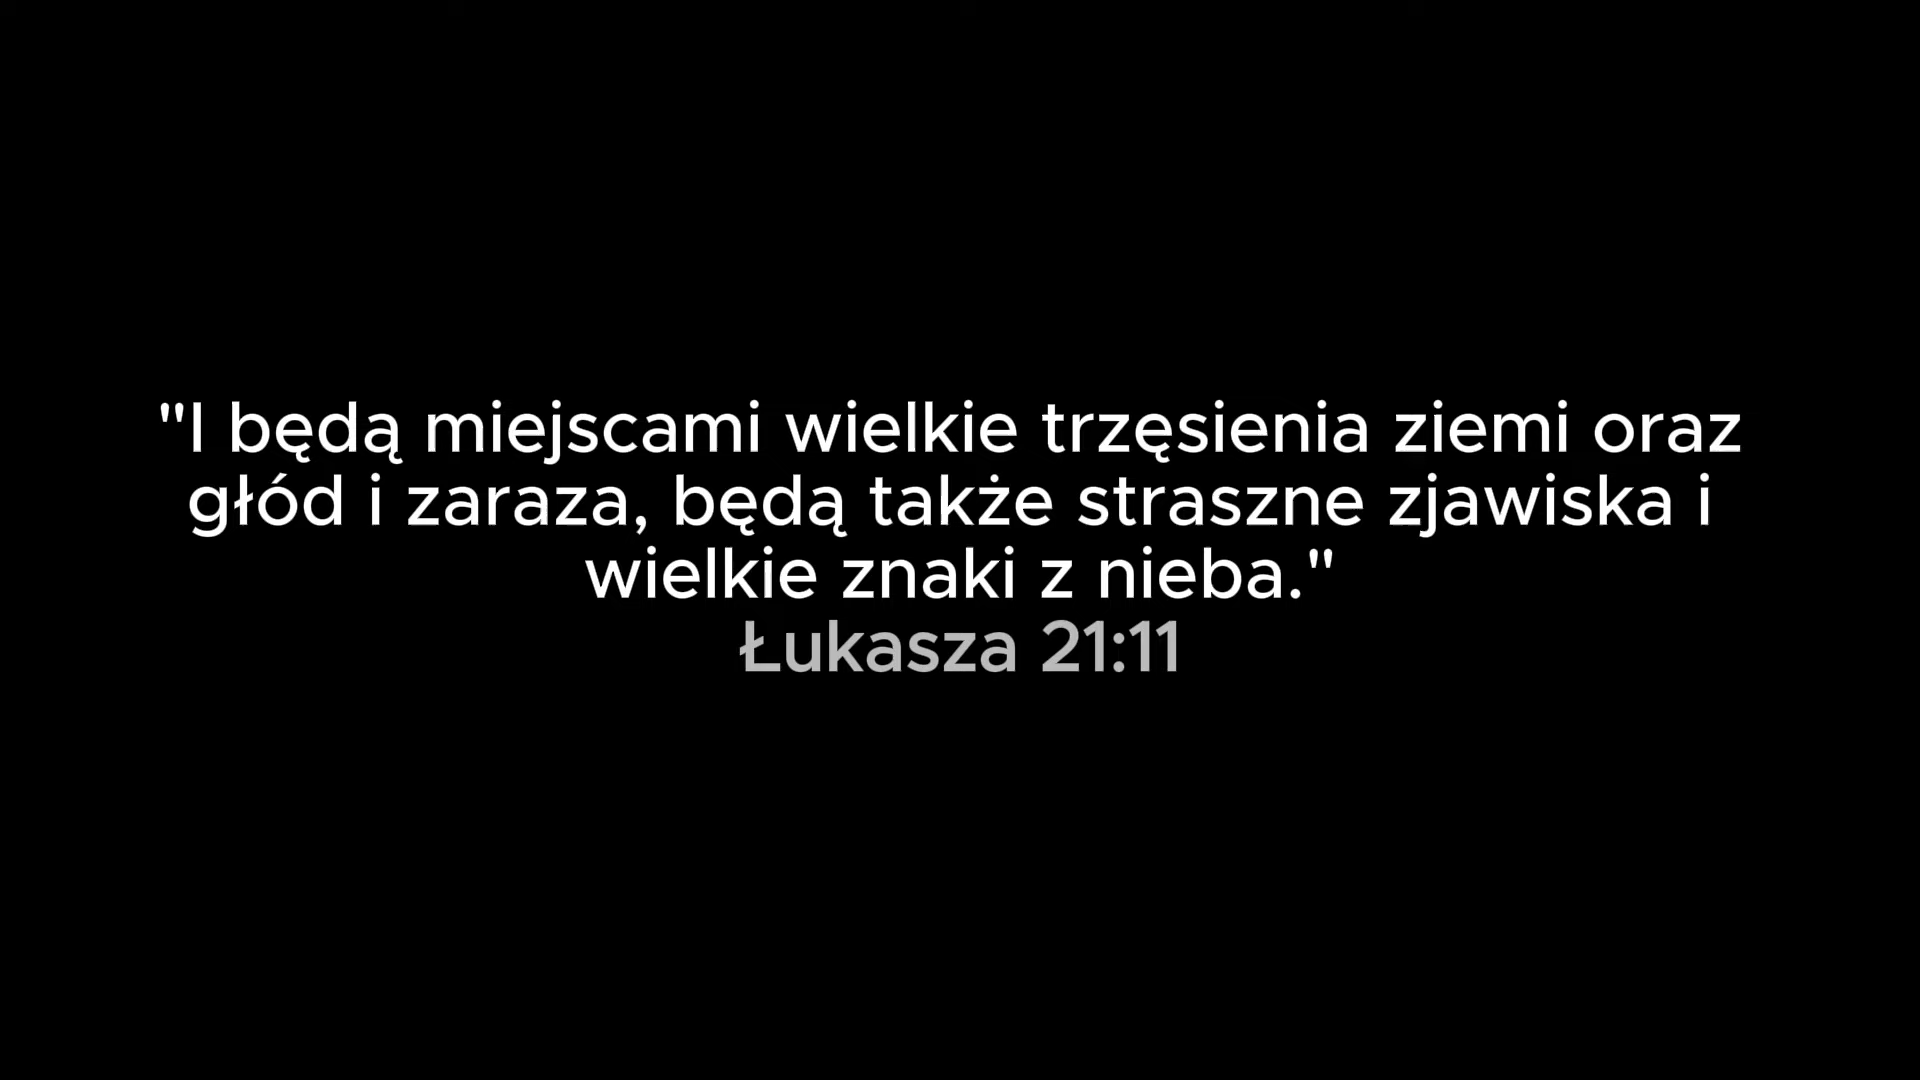 "I będą miejscami wielkie trzęsienia ziemi oraz
głód i zaraza, będą także straszne zjawiska i
wielkie znaki z nieba."
Łukasza 21:11